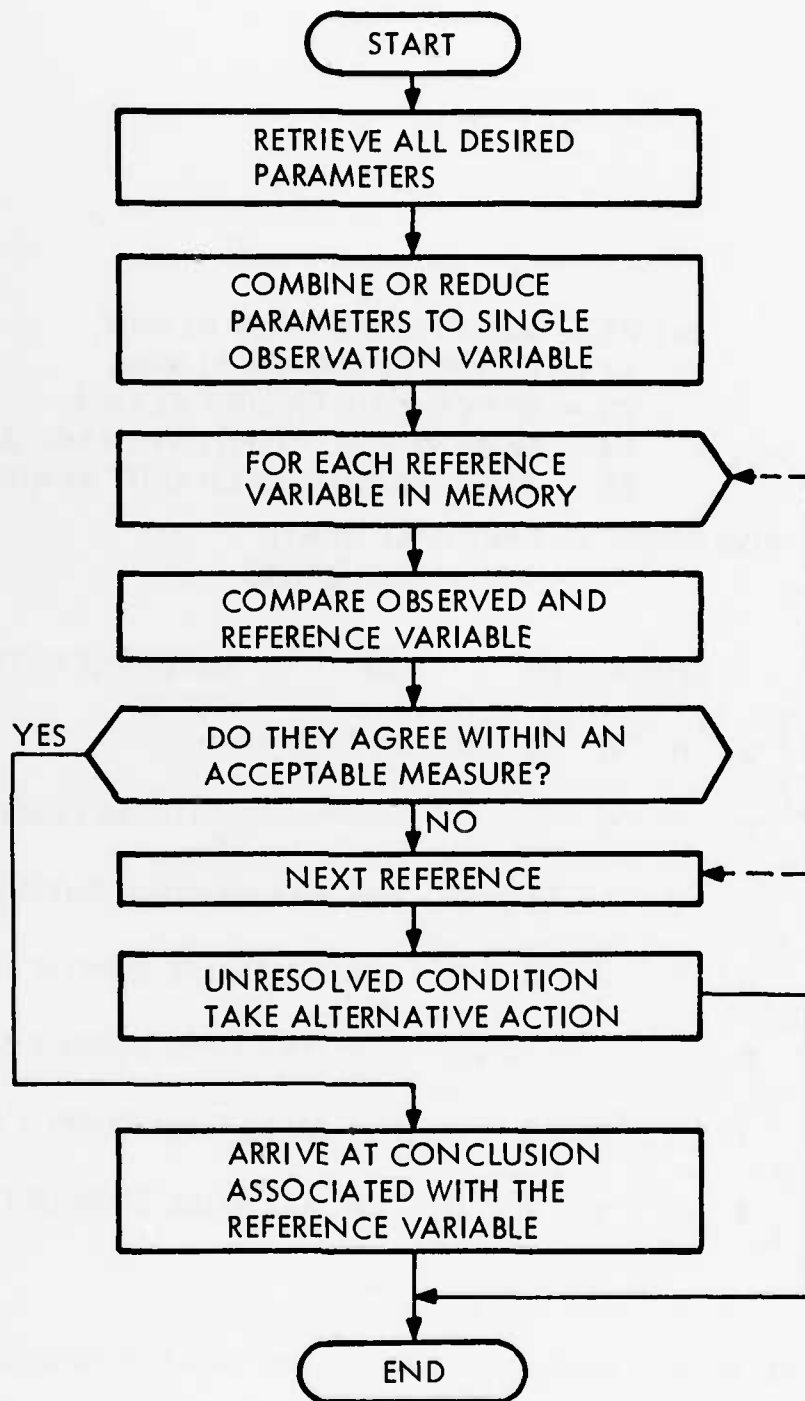 START
RETRIEVE ALL DESIRED
PARAMETERS
COMBINE OR REDUCE
PARAMETERS TO SINGLE
OBSERVATION VARIABLE
FOR EACH REFERENCE
VARIABLE IN MEMORY
COMPARE OBSERVED AND
REFERENCE VARIABLE
YES
DO THEY AGREE WITHIN AN
ACCEPTABLE MEASURE?
NO
NEXT REFERENCE
UNRESOLVED CONDITION
TAKE ALTERNATIVE ACTION
ARRIVE AT CONCLUSION
ASSOCIATED WITH THE
REFERENCE VARIABLE
END